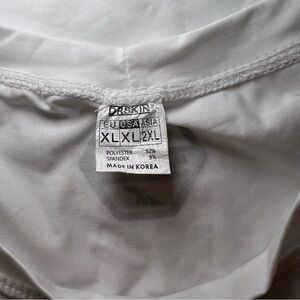 DRSKIN
EU USA ASIA
XL XL 2XL
POLYESTER 92%
SPANDEX 8%
MADE IN KOREA